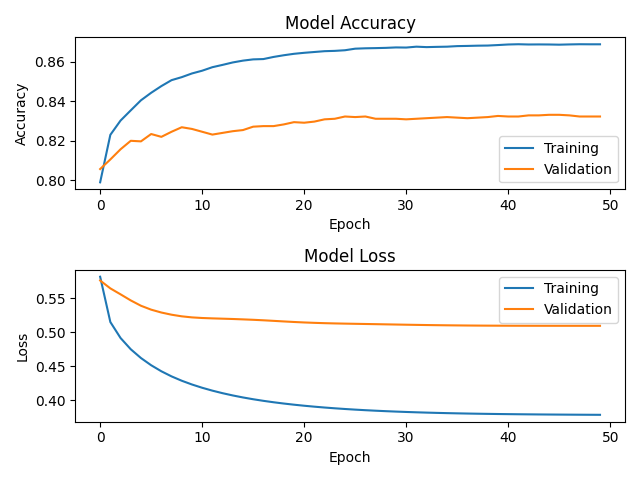 Model Accuracy
Accuracy
0.86
0.84
0.82
0.80
Training
Validation
0 10 20 30 40 50
Epoch
Model Loss
Loss
0.55
0.50
0.45
0.40
Training
Validation
0 10 20 30 40 50
Epoch